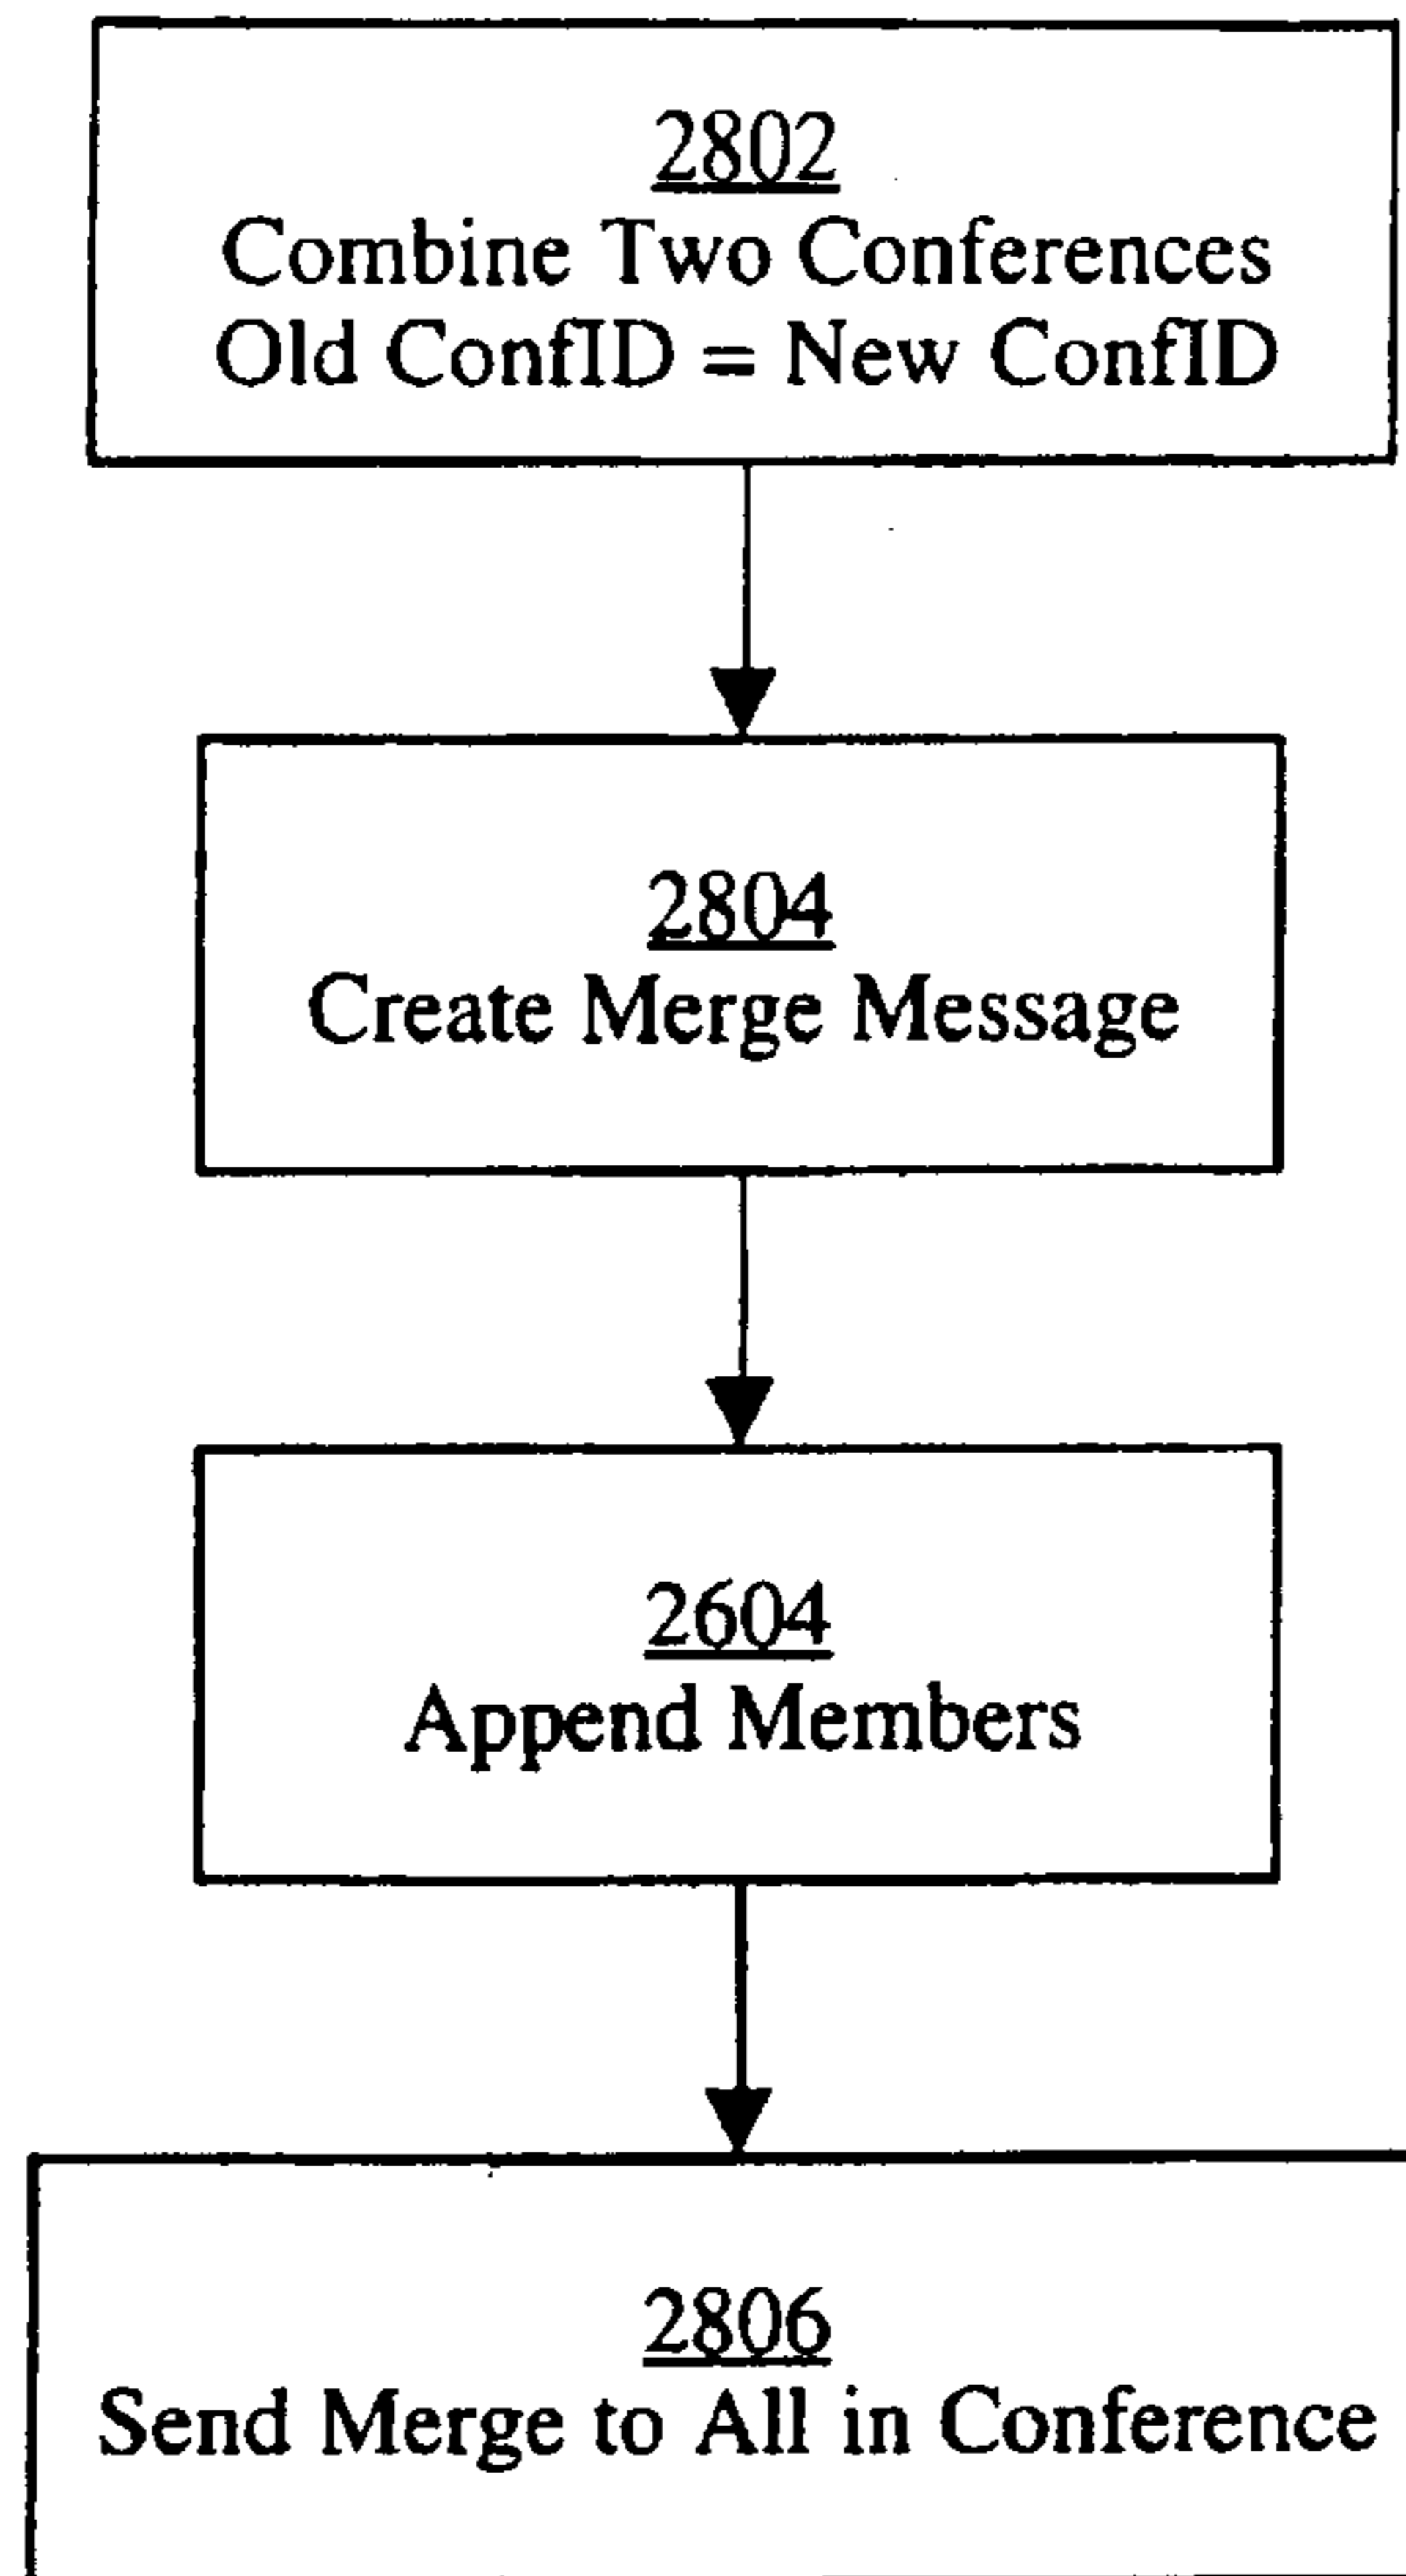 2802
Combine Two Conferences
Old ConfID = New ConfID
2804
Create Merge Message
2604
Append Members
2806
Send Merge to All in Conference